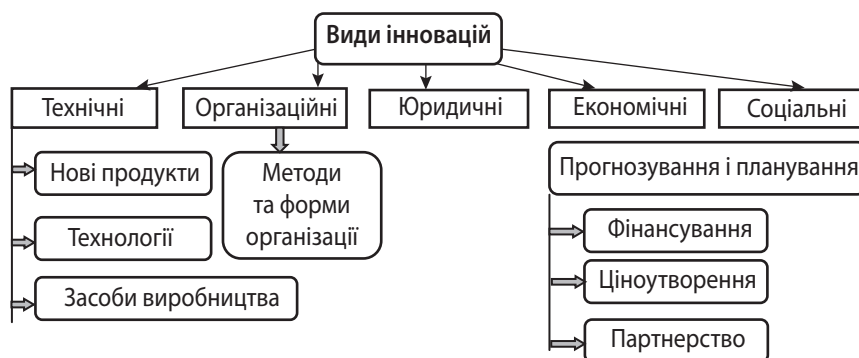 Види інновацій
Технічні
Організаційні
Юридичні
Економічні
Соціальні
Нові продукти
Технології
Засоби виробництва
Методи
та форми
організації
Прогнозування і планування
Фінансування
Ціноутворення
Партнерство